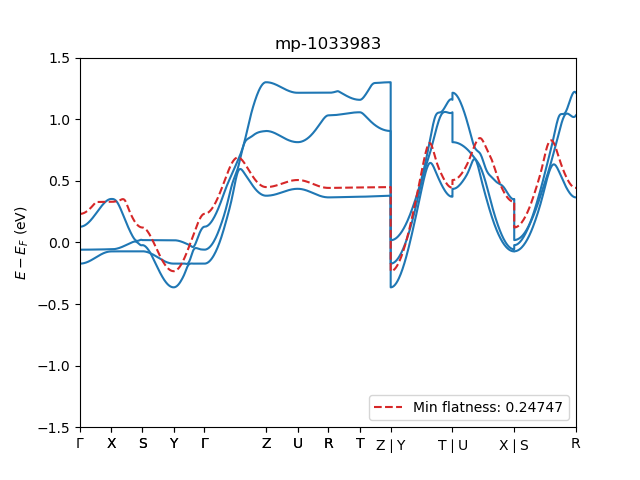 mp-1033983
E − E_F (eV)
1.5
1.0
0.5
0.0
−0.5
−1.0
−1.5
Min flatness: 0.24747
Γ X S Y Γ Z U R T Z | Y T | U X | S R